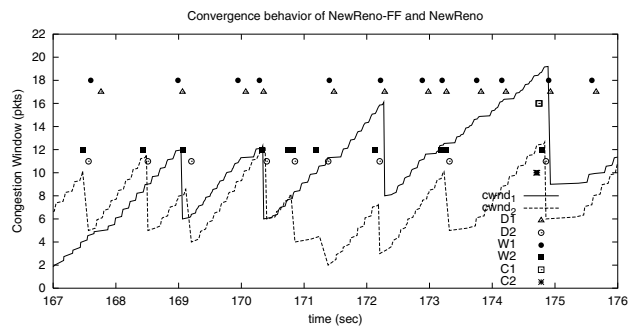 Convergence behavior of NewReno-FF and NewReno
22
20
18
16
14
12
10
8
6
4
2
0
Congestion Window (pkts)
cwnd1
cwnd2
D1
D2
W1
W2
C1
C2
167 168 169 170 171 172 173 174 175 176
time (sec)